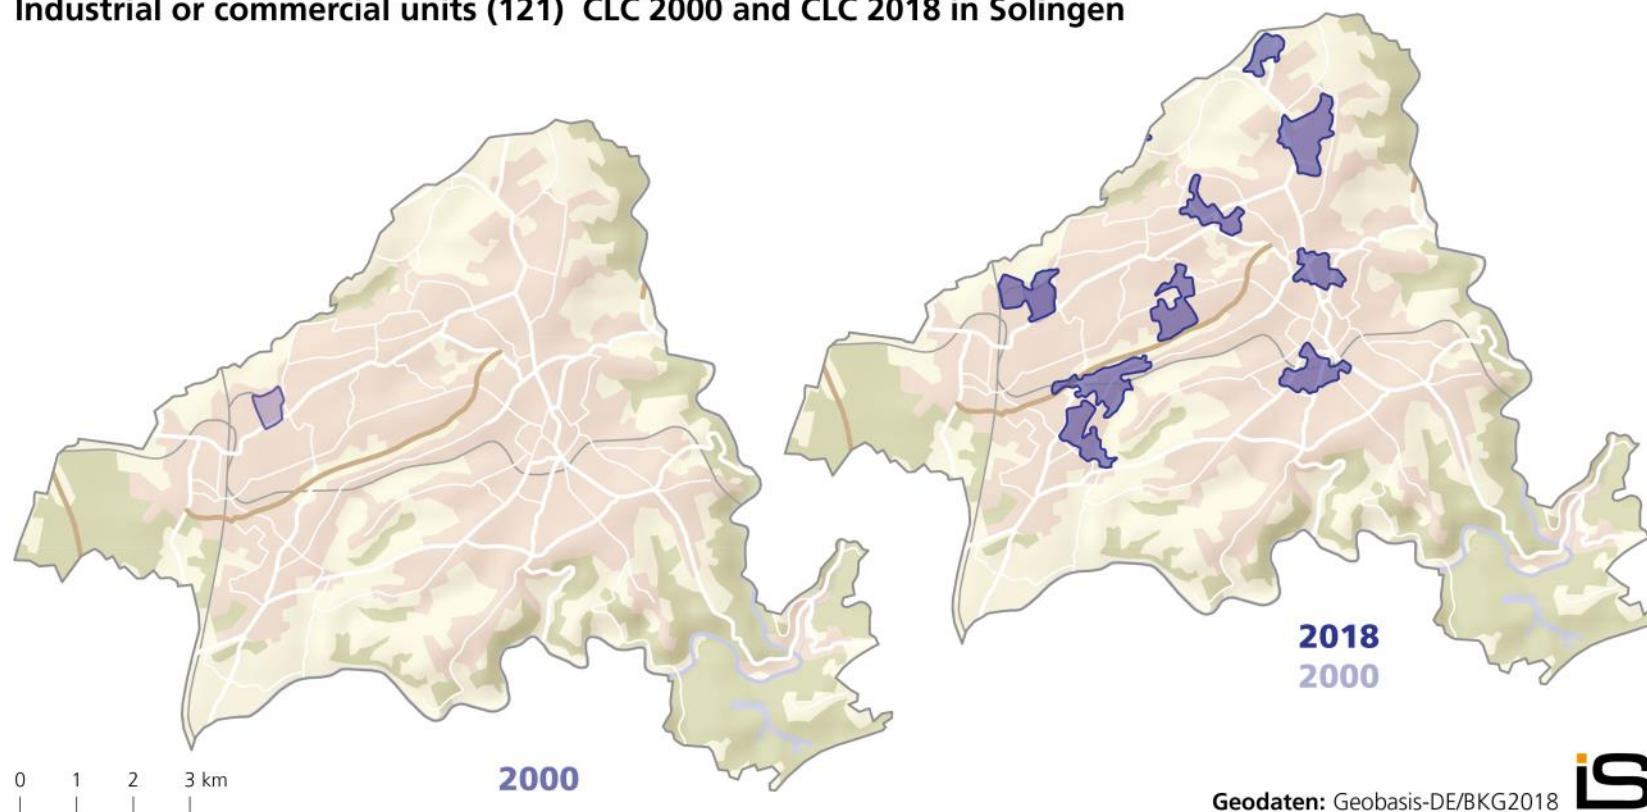 Industrial or commercial units (121) CLC 2000 and CLC 2018 in Solingen
2018
2000
0 1 2 3 km
2000
Geodaten: Geobasis-DE/BKG2018
iS